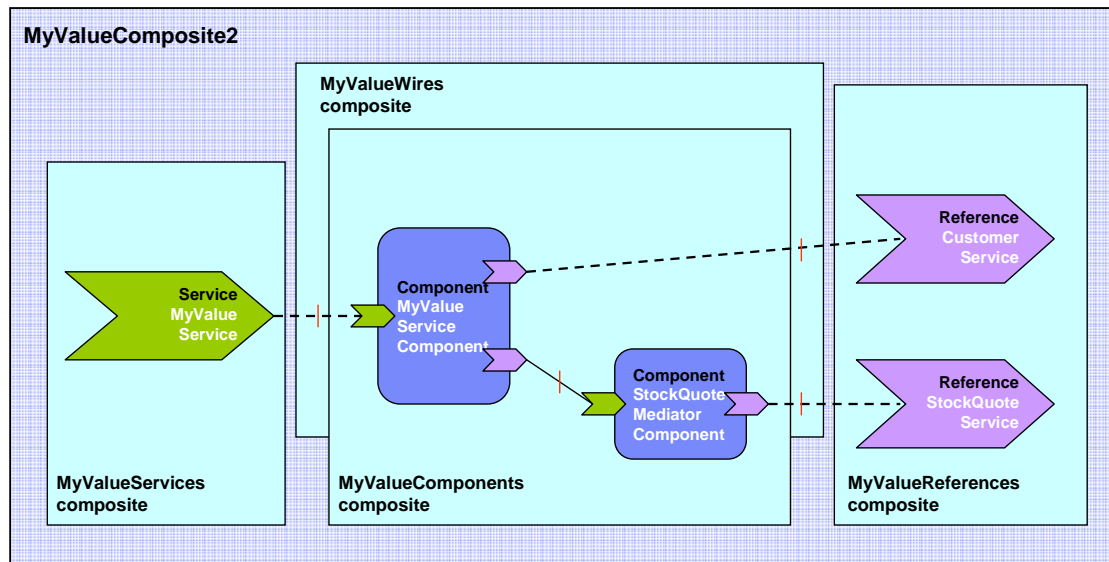 MyValueComposite2
MyValueWires
composite
Service
MyValue
Service
Component
MyValue
Service
Component
Component
StockQuote
Mediator
Component
Reference
Customer
Service
Reference
StockQuote
Service
MyValueServices
composite
MyValueComponents
composite
MyValueReferences
composite